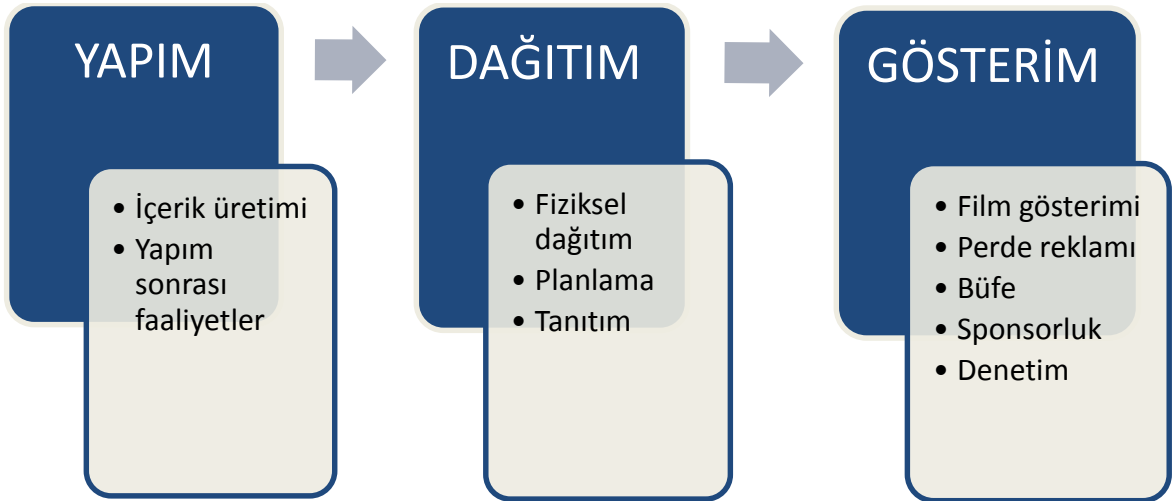 YAPIM
• İçerik üretimi
• Yapım
sonrası
faaliyetler
DAĞITIM
• Fiziksel
dağıtım
• Planlama
• Tanıtım
GÖSTERİM
• Film gösterimi
• Perde reklamı
• Büfe
• Sponsorluk
• Denetim